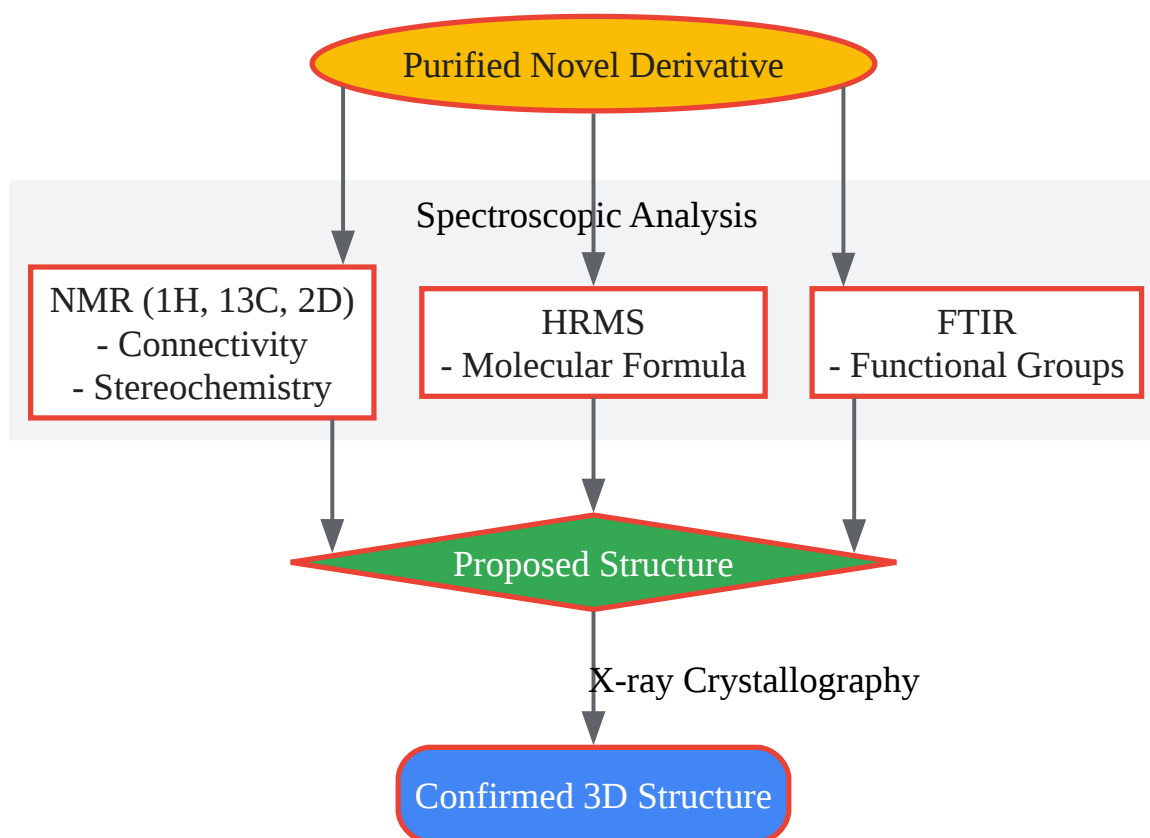 Purified Novel Derivative
Spectroscopic Analysis
NMR (1H, 13C, 2D)
- Connectivity
- Stereochemistry
HRMS
- Molecular Formula
FTIR
- Functional Groups
Proposed Structure
X-ray Crystallography
Confirmed 3D Structure